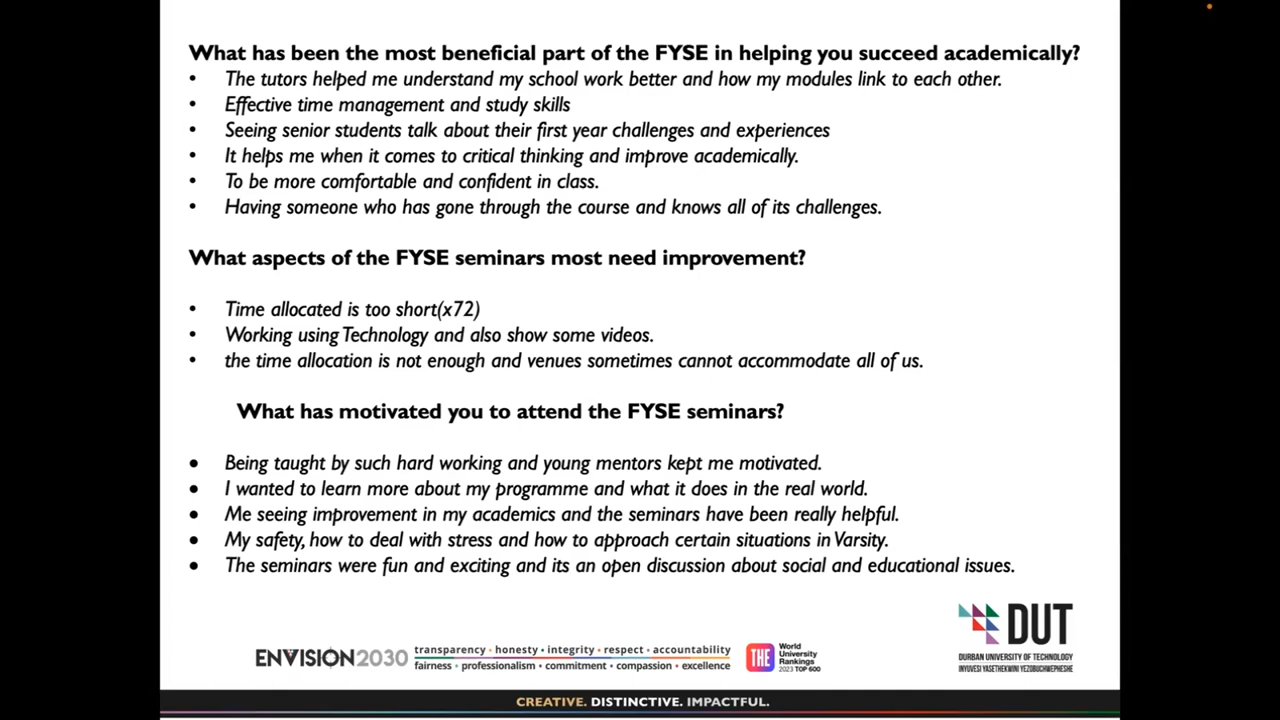 What has been the most beneficial part of the FYSE in helping you succeed academically?
• The tutors helped me understand my school work better and how my modules link to each other.
• Effective time management and study skills
• Seeing senior students talk about their first year challenges and experiences
• It helps me when it comes to critical thinking and improve academically.
• To be more comfortable and confident in class.
• Having someone who has gone through the course and knows all of its challenges.
What aspects of the FYSE seminars most need improvement?
• Time allocated is too short(x72)
• Working using Technology and also show some videos.
• the time allocation is not enough and venues sometimes cannot accommodate all of us.
What has motivated you to attend the FYSE seminars?
• Being taught by such hard working and young mentors kept me motivated.
• I wanted to learn more about my programme and what it does in the real world.
• Me seeing improvement in my academics and the seminars have been really helpful.
• My safety, how to deal with stress and how to approach certain situations in Varsity.
• The seminars were fun and exciting and its an open discussion about social and educational issues.
ENVISION2030
transparency • honesty • integrity • respect • accountability
fairness • professionalism • commitment • compassion • excellence
THE
World
University
Rankings
2023 TOP 600
DUT
DURBAN UNIVERSITY OF TECHNOLOGY
INYUVESI YASETHEKWINI YEZOBUCHWEPHESHE
CREATIVE. DISTINCTIVE. IMPACTFUL.